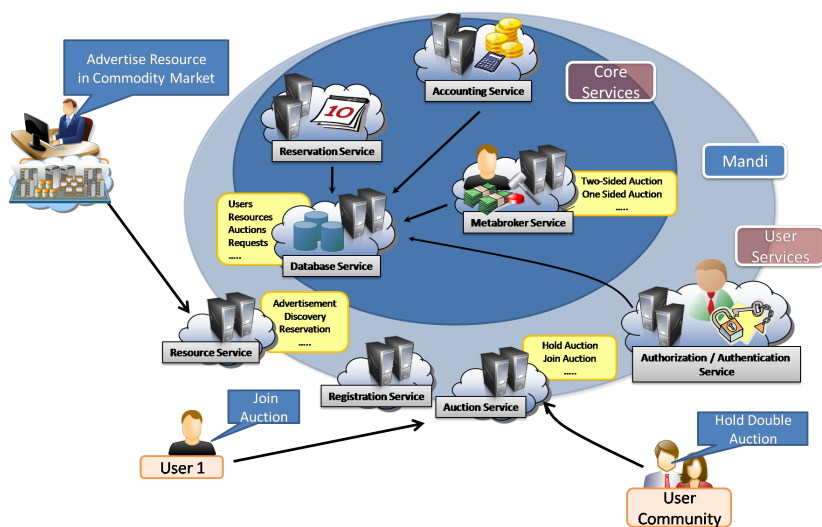 Advertise Resource
in Commodity Market
Accounting Service
Core
Services
10
Reservation Service
Mandi
Two-Sided Auction
One Sided Auction
.....
Metabroker Service
Users
Resources
Auctions
Requests
.....
Database Service
User
Services
Advertisement
Discovery
Reservation
.....
Resource Service
Hold Auction
Join Auction
.....
Authorization / Authentication
Service
Registration Service
Auction Service
Join
Auction
User 1
Hold Double
Auction
User
Community